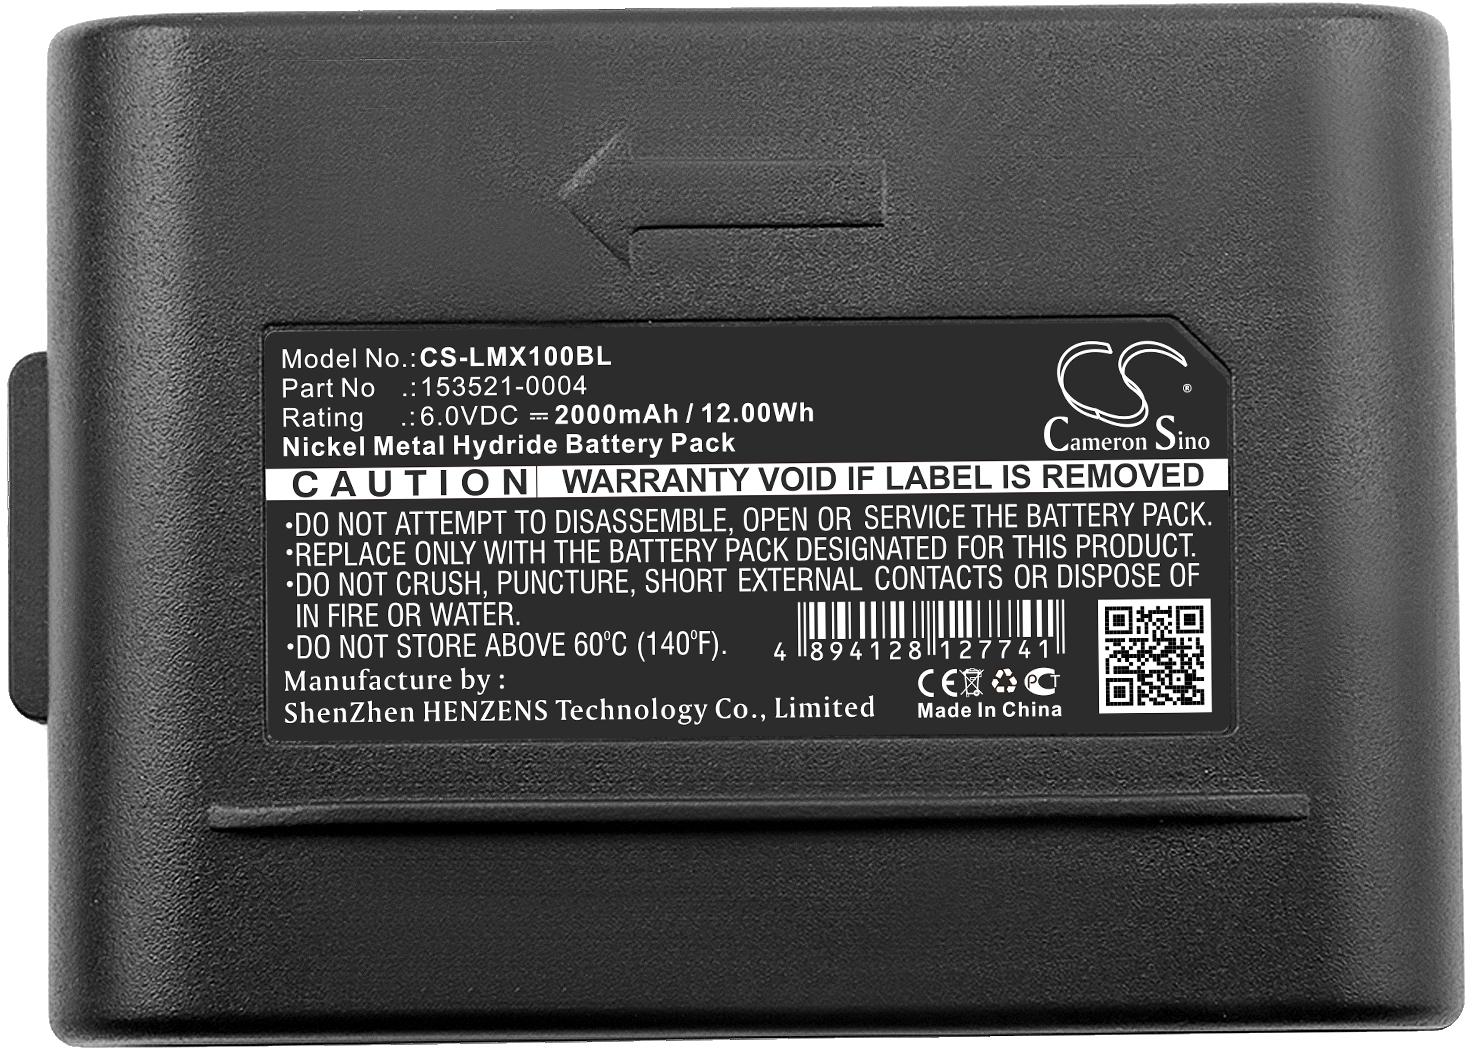 Model No.:CS-LMX100BL
Part No .:153521-0004
Rating .:6.0VDC ⎓ 2000mAh / 12.00Wh
Nickel Metal Hydride Battery Pack
Cameron Sino ®
CAUTION WARRANTY VOID IF LABEL IS REMOVED
•DO NOT ATTEMPT TO DISASSEMBLE, OPEN OR SERVICE THE BATTERY PACK.
•REPLACE ONLY WITH THE BATTERY PACK DESIGNATED FOR THIS PRODUCT.
•DO NOT CRUSH, PUNCTURE, SHORT EXTERNAL CONTACTS OR DISPOSE OF
IN FIRE OR WATER.
•DO NOT STORE ABOVE 60°C (140°F).
4 894128 127741
Manufacture by :
ShenZhen HENZENS Technology Co., Limited
CE PCT
Made In China